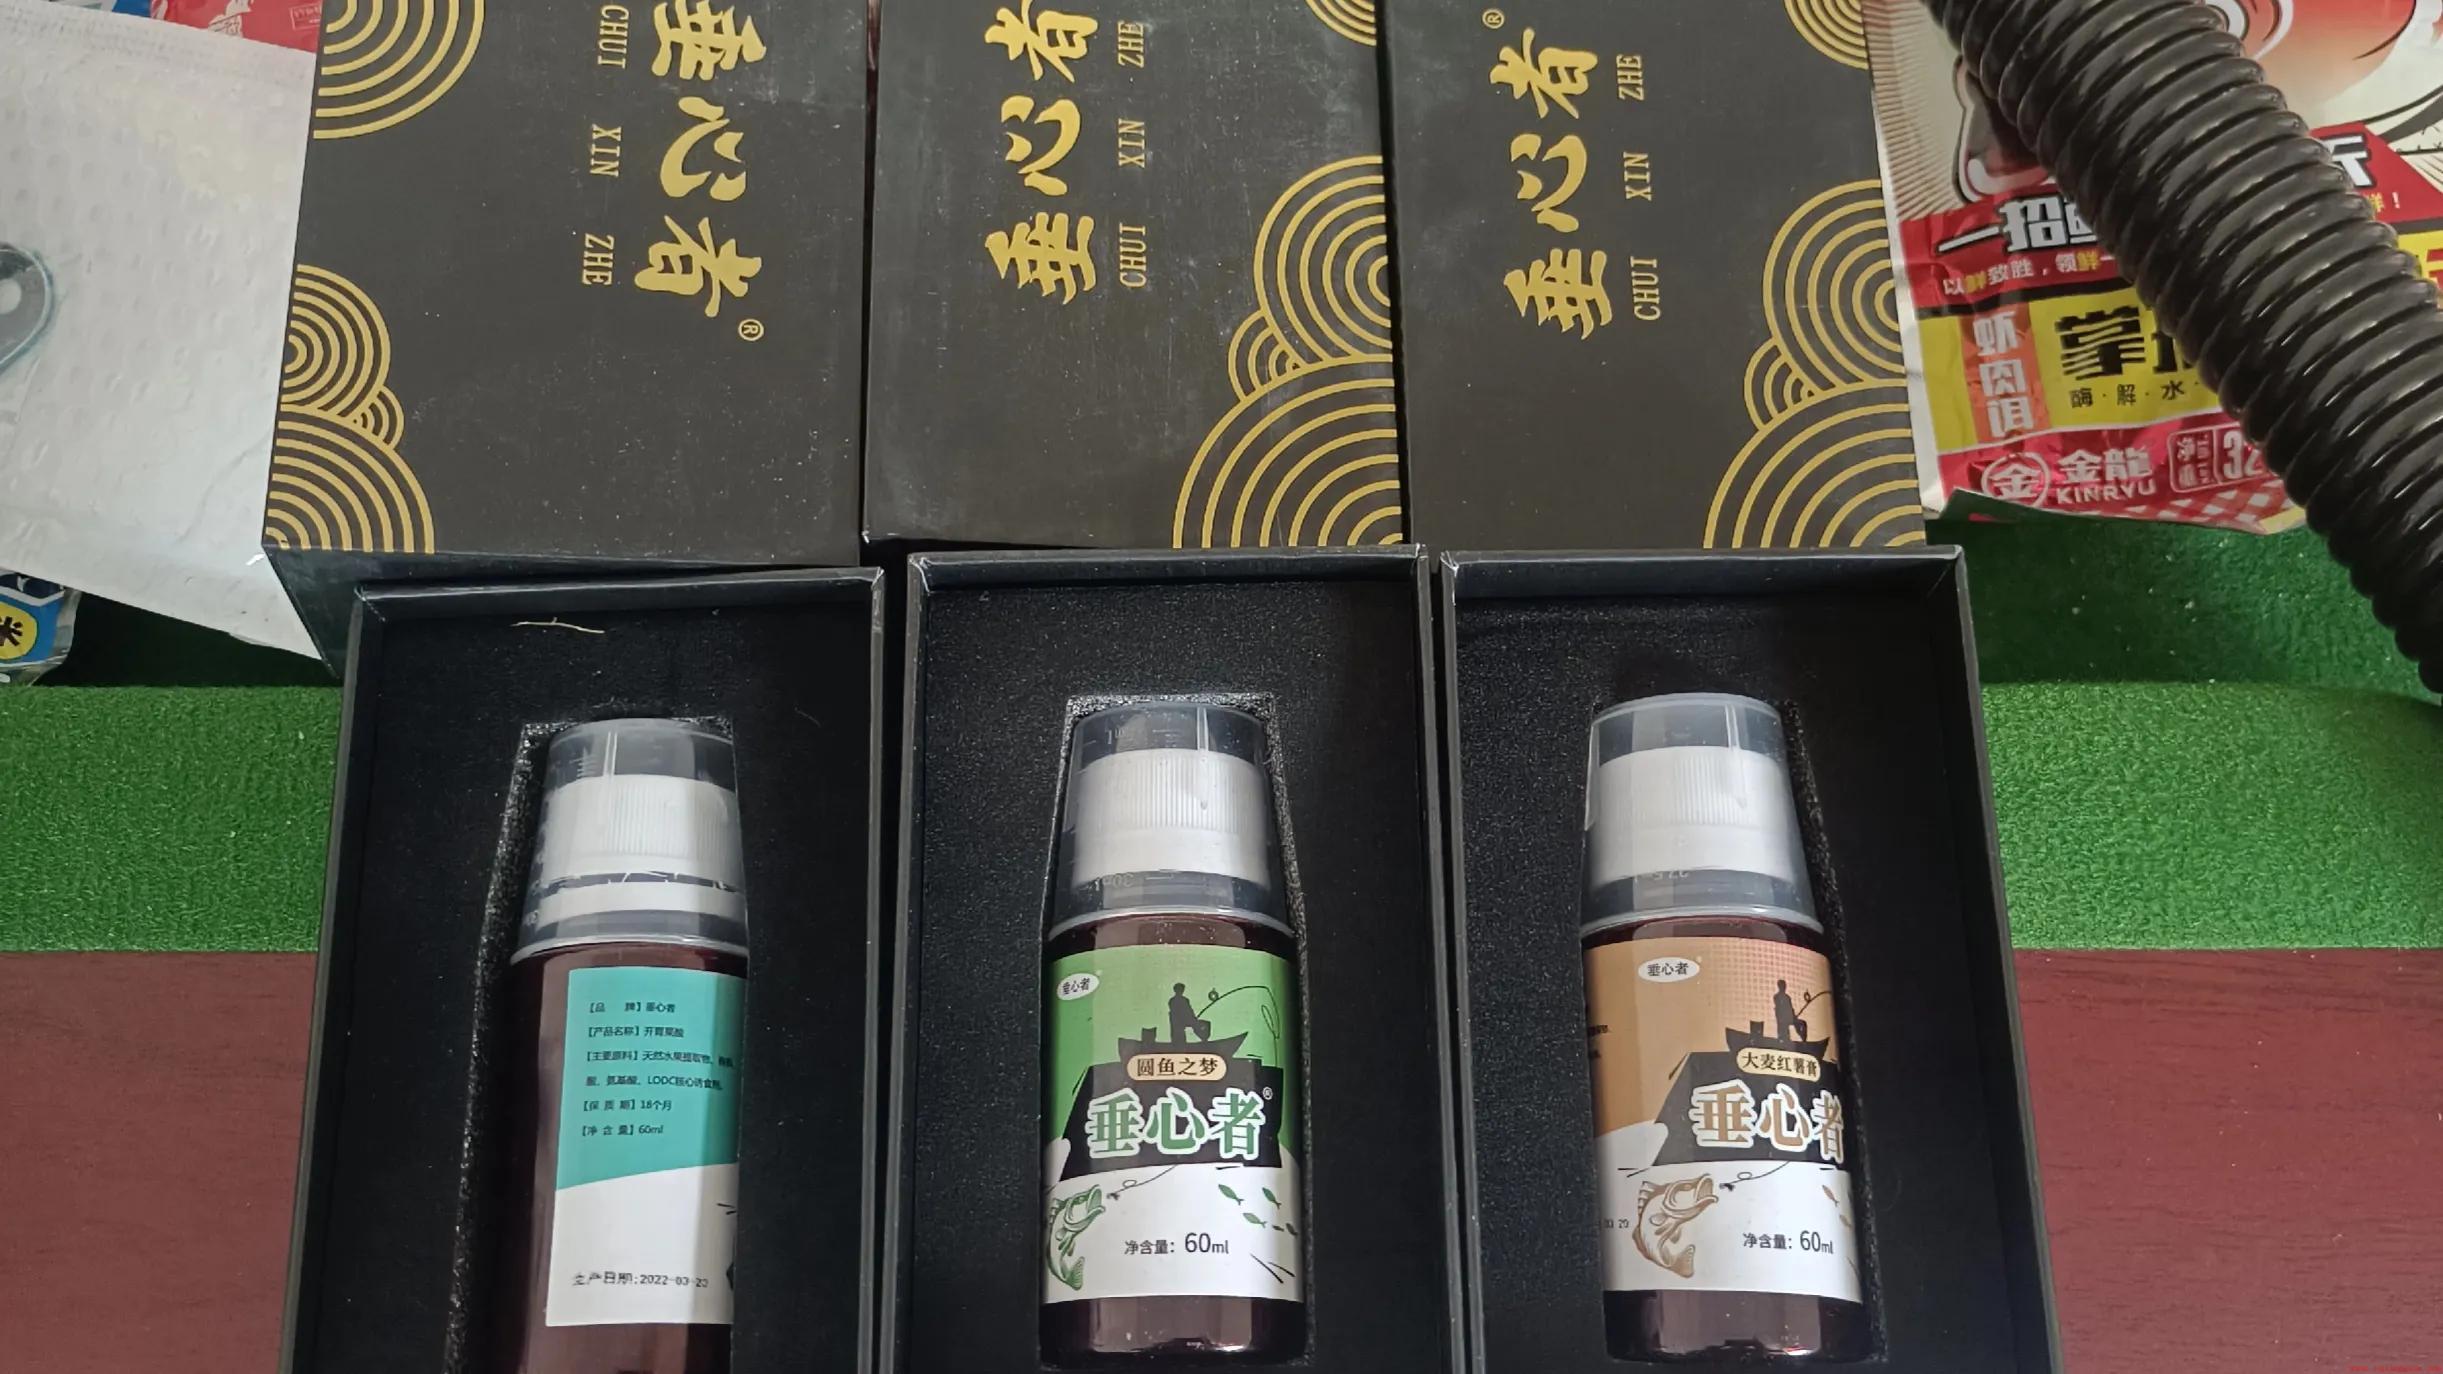 垂心者®
CHUI XIN ZHE
垂心者
CHUI XIN ZHE
垂心者®
CHUI XIN ZHE
一招
以鲜致胜，领鲜一
虾肉饵
掌
酶·解·水
金 金龍
KINRYU
米
【品 牌】垂心者
【产品名称】开胃果酸
【主要原料】天然水果提取物、
酸、氨基酸、LODC核心诱食剂。
【保 质 期】18个月
【净 含 量】60ml
生产日期:2022-03-20
垂心者
圆鱼之梦
垂心者®
净含量：60ml
垂心者
大麦红薯膏
垂心者
净含量：60ml